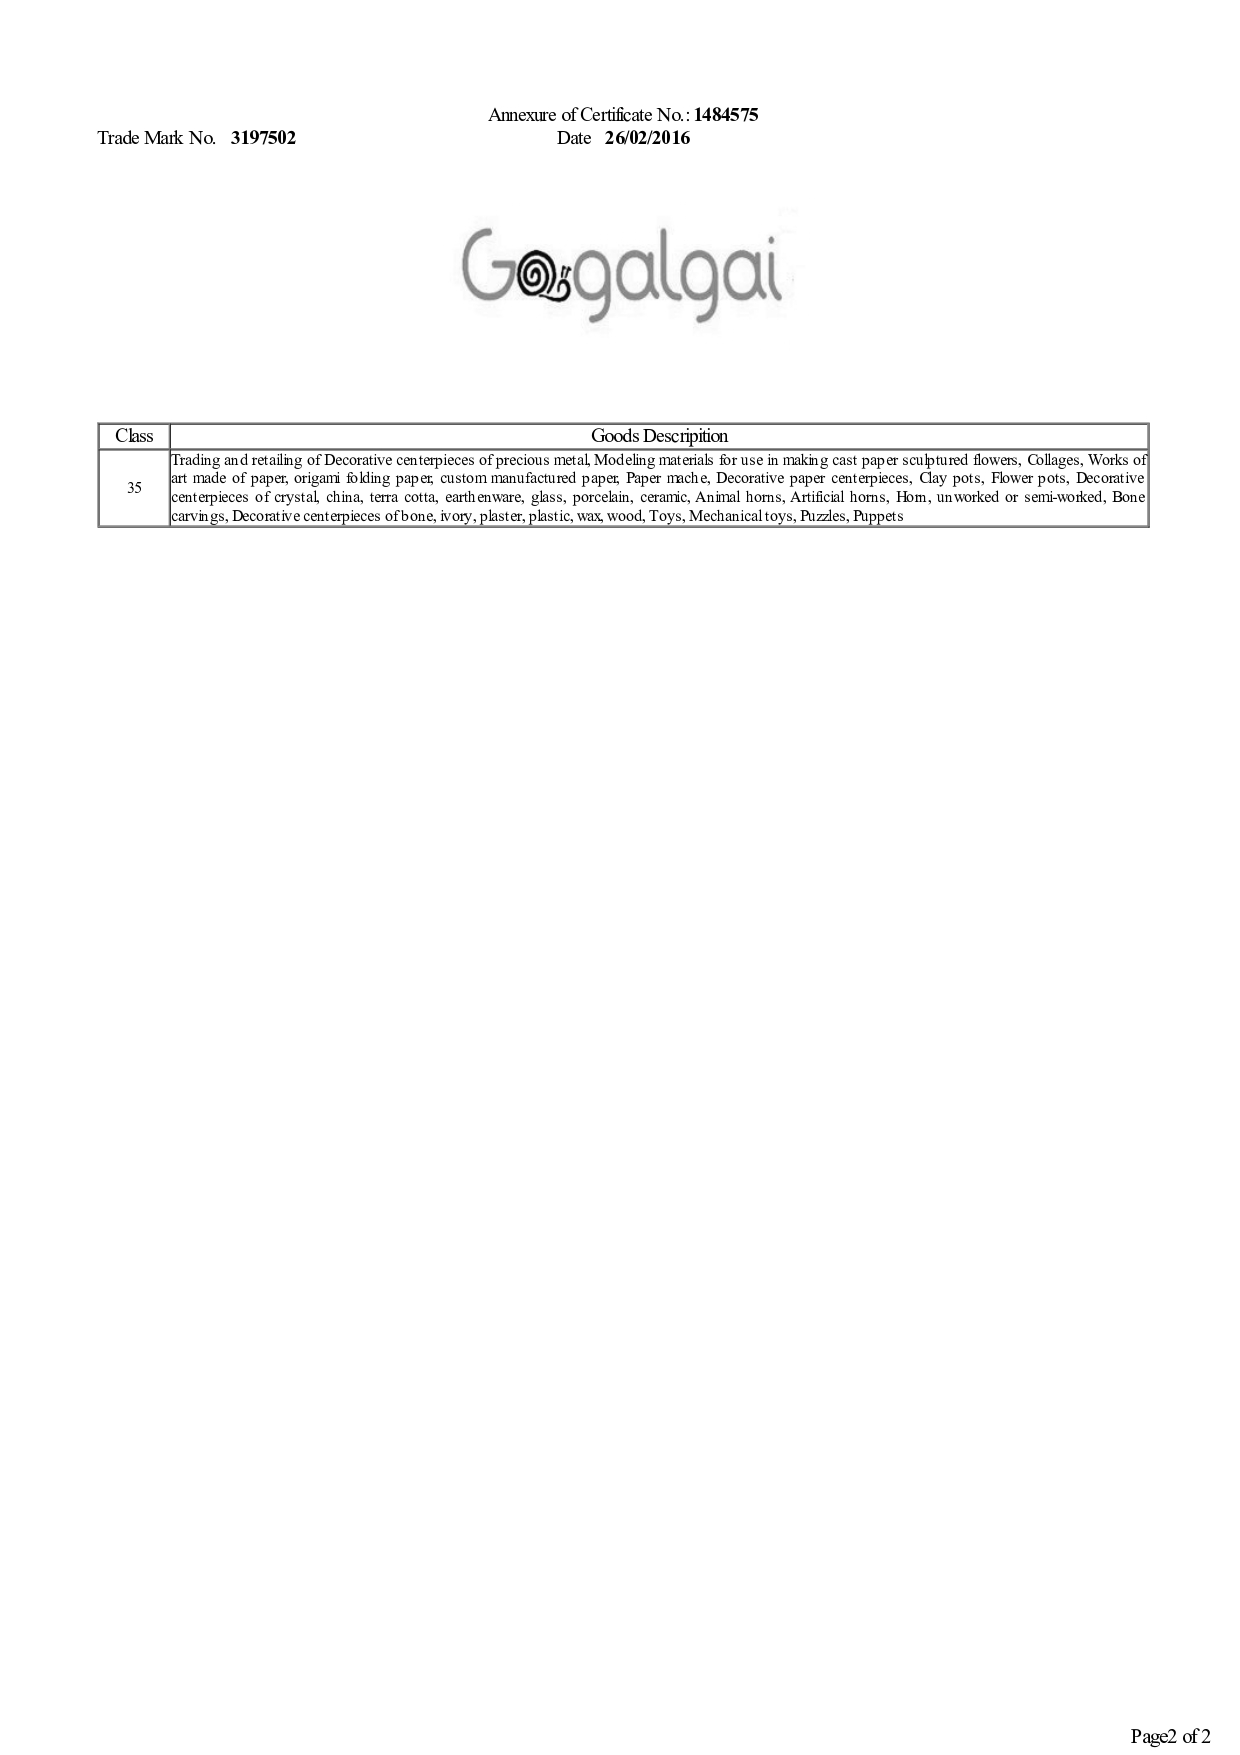 Annexure of Certificate No.: 1484575
Trade Mark No. 3197502 Date 26/02/2016
Gogalgai
Class Goods Descripition
35
Trading and retailing of Decorative centerpieces of precious metal, Modeling materials for use in making cast paper sculptured flowers, Collages, Works of
art made of paper, origami folding paper, custom manufactured paper, Paper mache, Decorative paper centerpieces, Clay pots, Flower pots, Decorative
centerpieces of crystal, china, terra cotta, earthenware, glass, porcelain, ceramic, Animal horns, Artificial horns, Horn, unworked or semi-worked, Bone
carvings, Decorative centerpieces of bone, ivory, plaster, plastic, wax, wood, Toys, Mechanical toys, Puzzles, Puppets
Page2 of 2